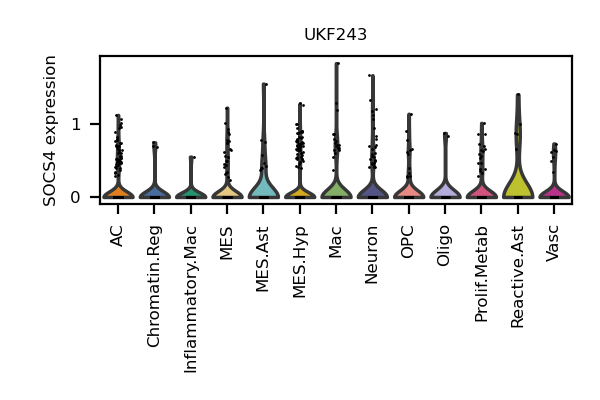 UKF243
SOCS4 expression
1
0
AC
Chromatin.Reg
Inflammatory.Mac
MES
MES.Ast
MES.Hyp
Mac
Neuron
OPC
Oligo
Prolif.Metab
Reactive.Ast
Vasc